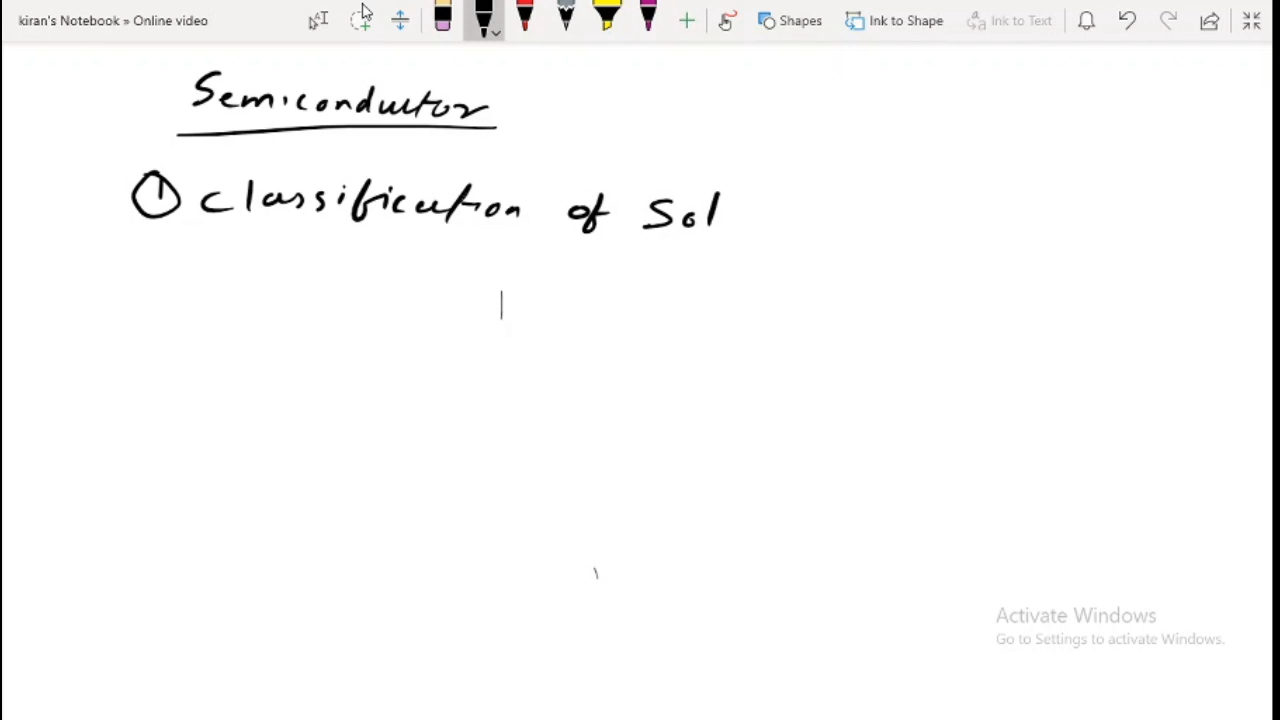 kiran's Notebook » Online video
Shapes
Ink to Shape
Ink to Text
Semiconductor
① classification of Sol
Activate Windows
Go to Settings to activate Windows.